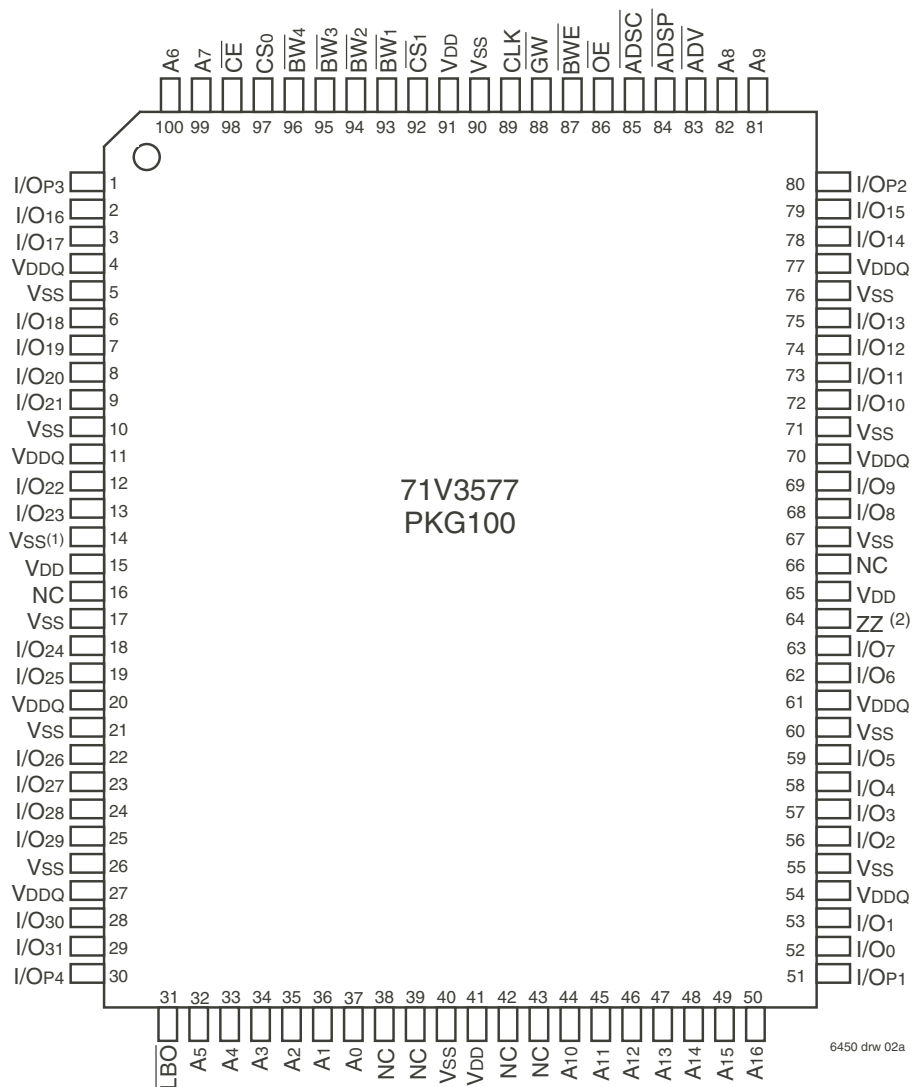 A6 A7 CE CS0 BW4 BW3 BW2 BW1 CS1 VDD VSS CLK GW BWE OE ADSC ADSP ADV A8 A9
100 99 98 97 96 95 94 93 92 91 90 89 88 87 86 85 84 83 82 81
I/OP3 1 80 I/OP2
I/O16 2 79 I/O15
I/O17 3 78 I/O14
VDDQ 4 77 VDDQ
VSS 5 76 VSS
I/O18 6 75 I/O13
I/O19 7 74 I/O12
I/O20 8 73 I/O11
I/O21 9 72 I/O10
VSS 10 71 VSS
VDDQ 11 70 VDDQ
I/O22 12 69 I/O9
I/O23 13 68 I/O8
VSS(1) 14 67 VSS
VDD 15 66 NC
NC 16 65 VDD
VSS 17 64 ZZ (2)
I/O24 18 63 I/O7
I/O25 19 62 I/O6
VDDQ 20 61 VDDQ
VSS 21 60 VSS
I/O26 22 59 I/O5
I/O27 23 58 I/O4
I/O28 24 57 I/O3
I/O29 25 56 I/O2
VSS 26 55 VSS
VDDQ 27 54 VDDQ
I/O30 28 53 I/O1
I/O31 29 52 I/O0
I/OP4 30 51 I/OP1
71V3577
PKG100
31 32 33 34 35 36 37 38 39 40 41 42 43 44 45 46 47 48 49 50
LBO A5 A4 A3 A2 A1 A0 NC NC VSS VDD NC NC A10 A11 A12 A13 A14 A15 A16
6450 drw 02a